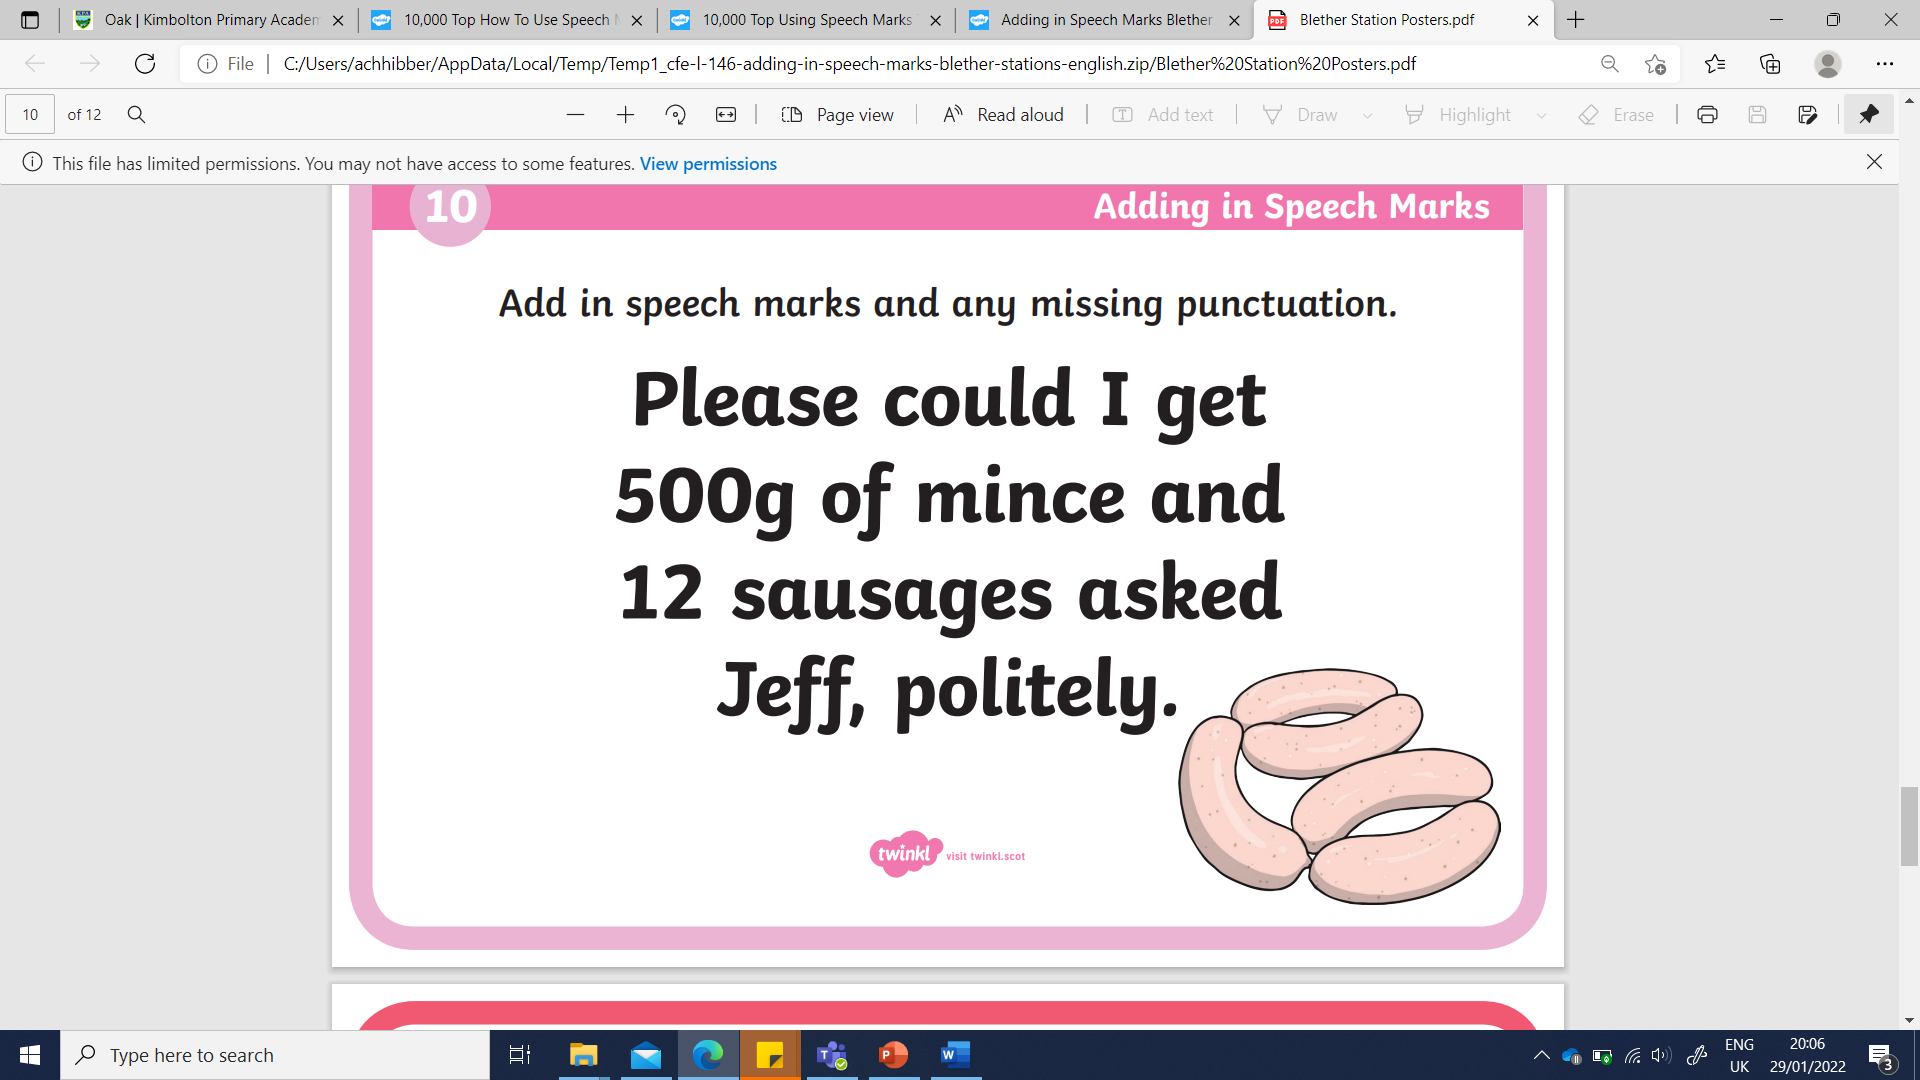 Oak | Kimbolton Primary Academ
10,000 Top How To Use Speech
10,000 Top Using Speech Marks
Adding in Speech Marks Blether
Blether Station Posters.pdf
File
C:/Users/achhibber/AppData/Local/Temp/Temp1_cfe-l-146-adding-in-speech-marks-blether-stations-english.zip/Blether%20Station%20Posters.pdf
10 of 12
Page view
Read aloud
Add text
Draw
Highlight
Erase
This file has limited permissions. You may not have access to some features. View permissions
10
Adding in Speech Marks
Add in speech marks and any missing punctuation.
Please could I get
500g of mince and
12 sausages asked
Jeff, politely.
twinkl visit twinkl.scot
Type here to search
ENG
UK
20:06
29/01/2022
3